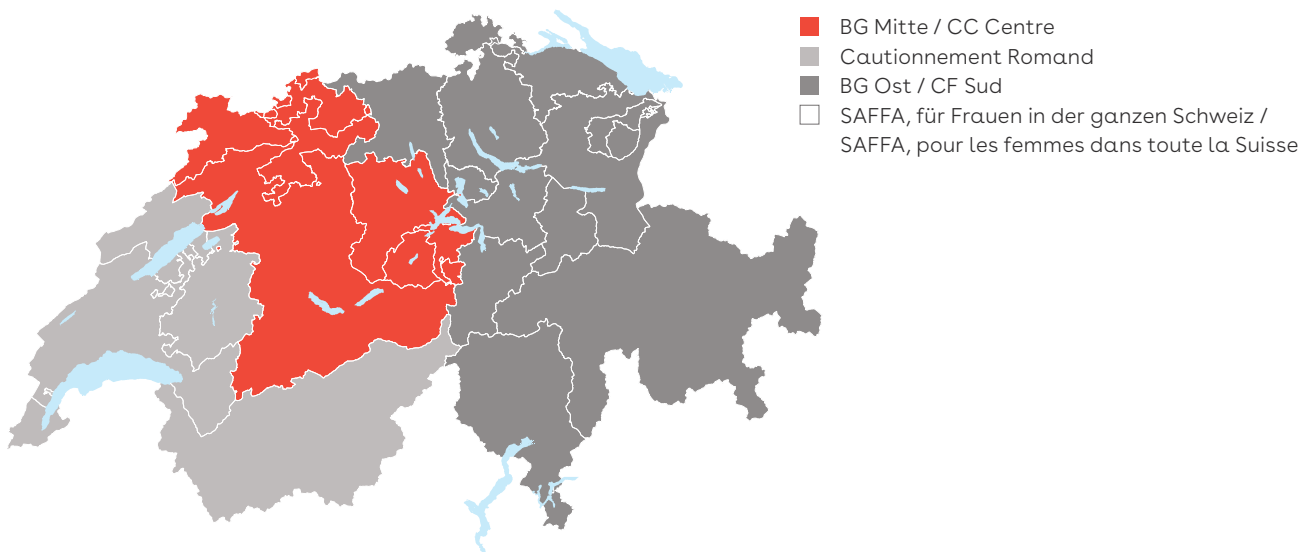 BG Mitte / CC Centre
Cautionnement Romand
BG Ost / CF Sud
SAFFA, für Frauen in der ganzen Schweiz /
SAFFA, pour les femmes dans toute la Suisse